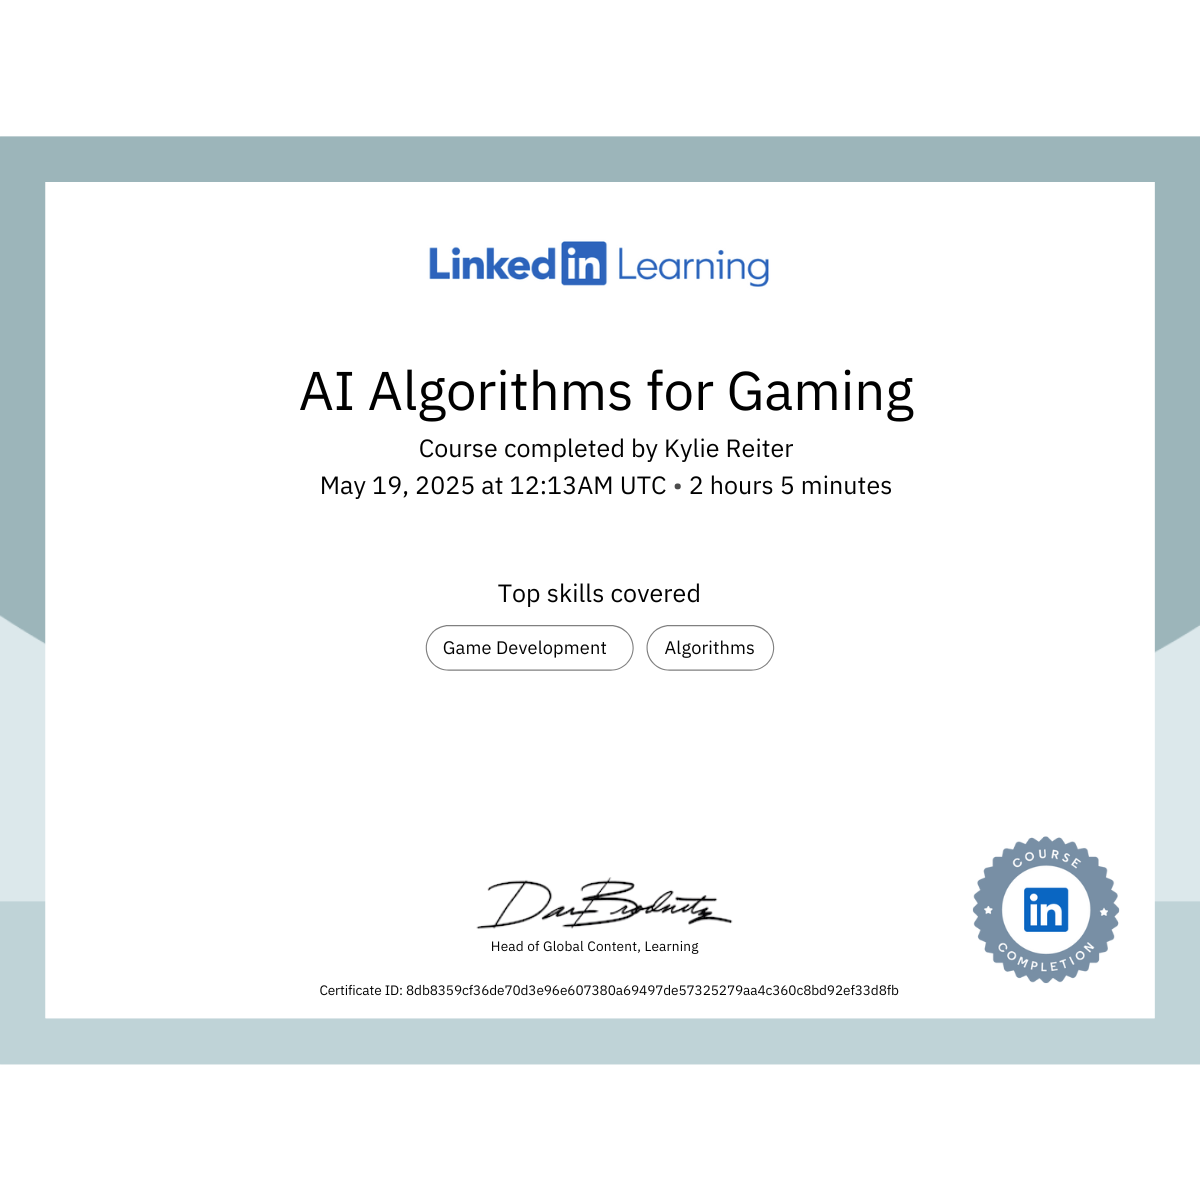 Linkedin Learning
AI Algorithms for Gaming
Course completed by Kylie Reiter
May 19, 2025 at 12:13AM UTC • 2 hours 5 minutes
Top skills covered
Game Development
Algorithms
Dan Brodnitz
Head of Global Content, Learning
Certificate ID: 8db8359cf36de70d3e96e607380a69497de57325279aa4c360c8bd92ef33d8fb
COURSE
in
COMPLETION